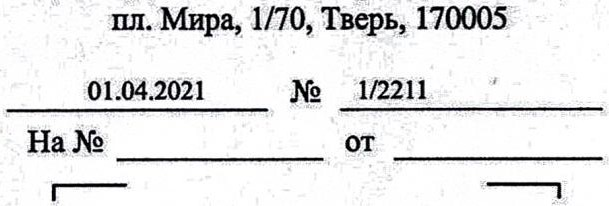 пл. Мира, 1/70, Тверь, 170005
01.04.2021 № 1/2211
На № от